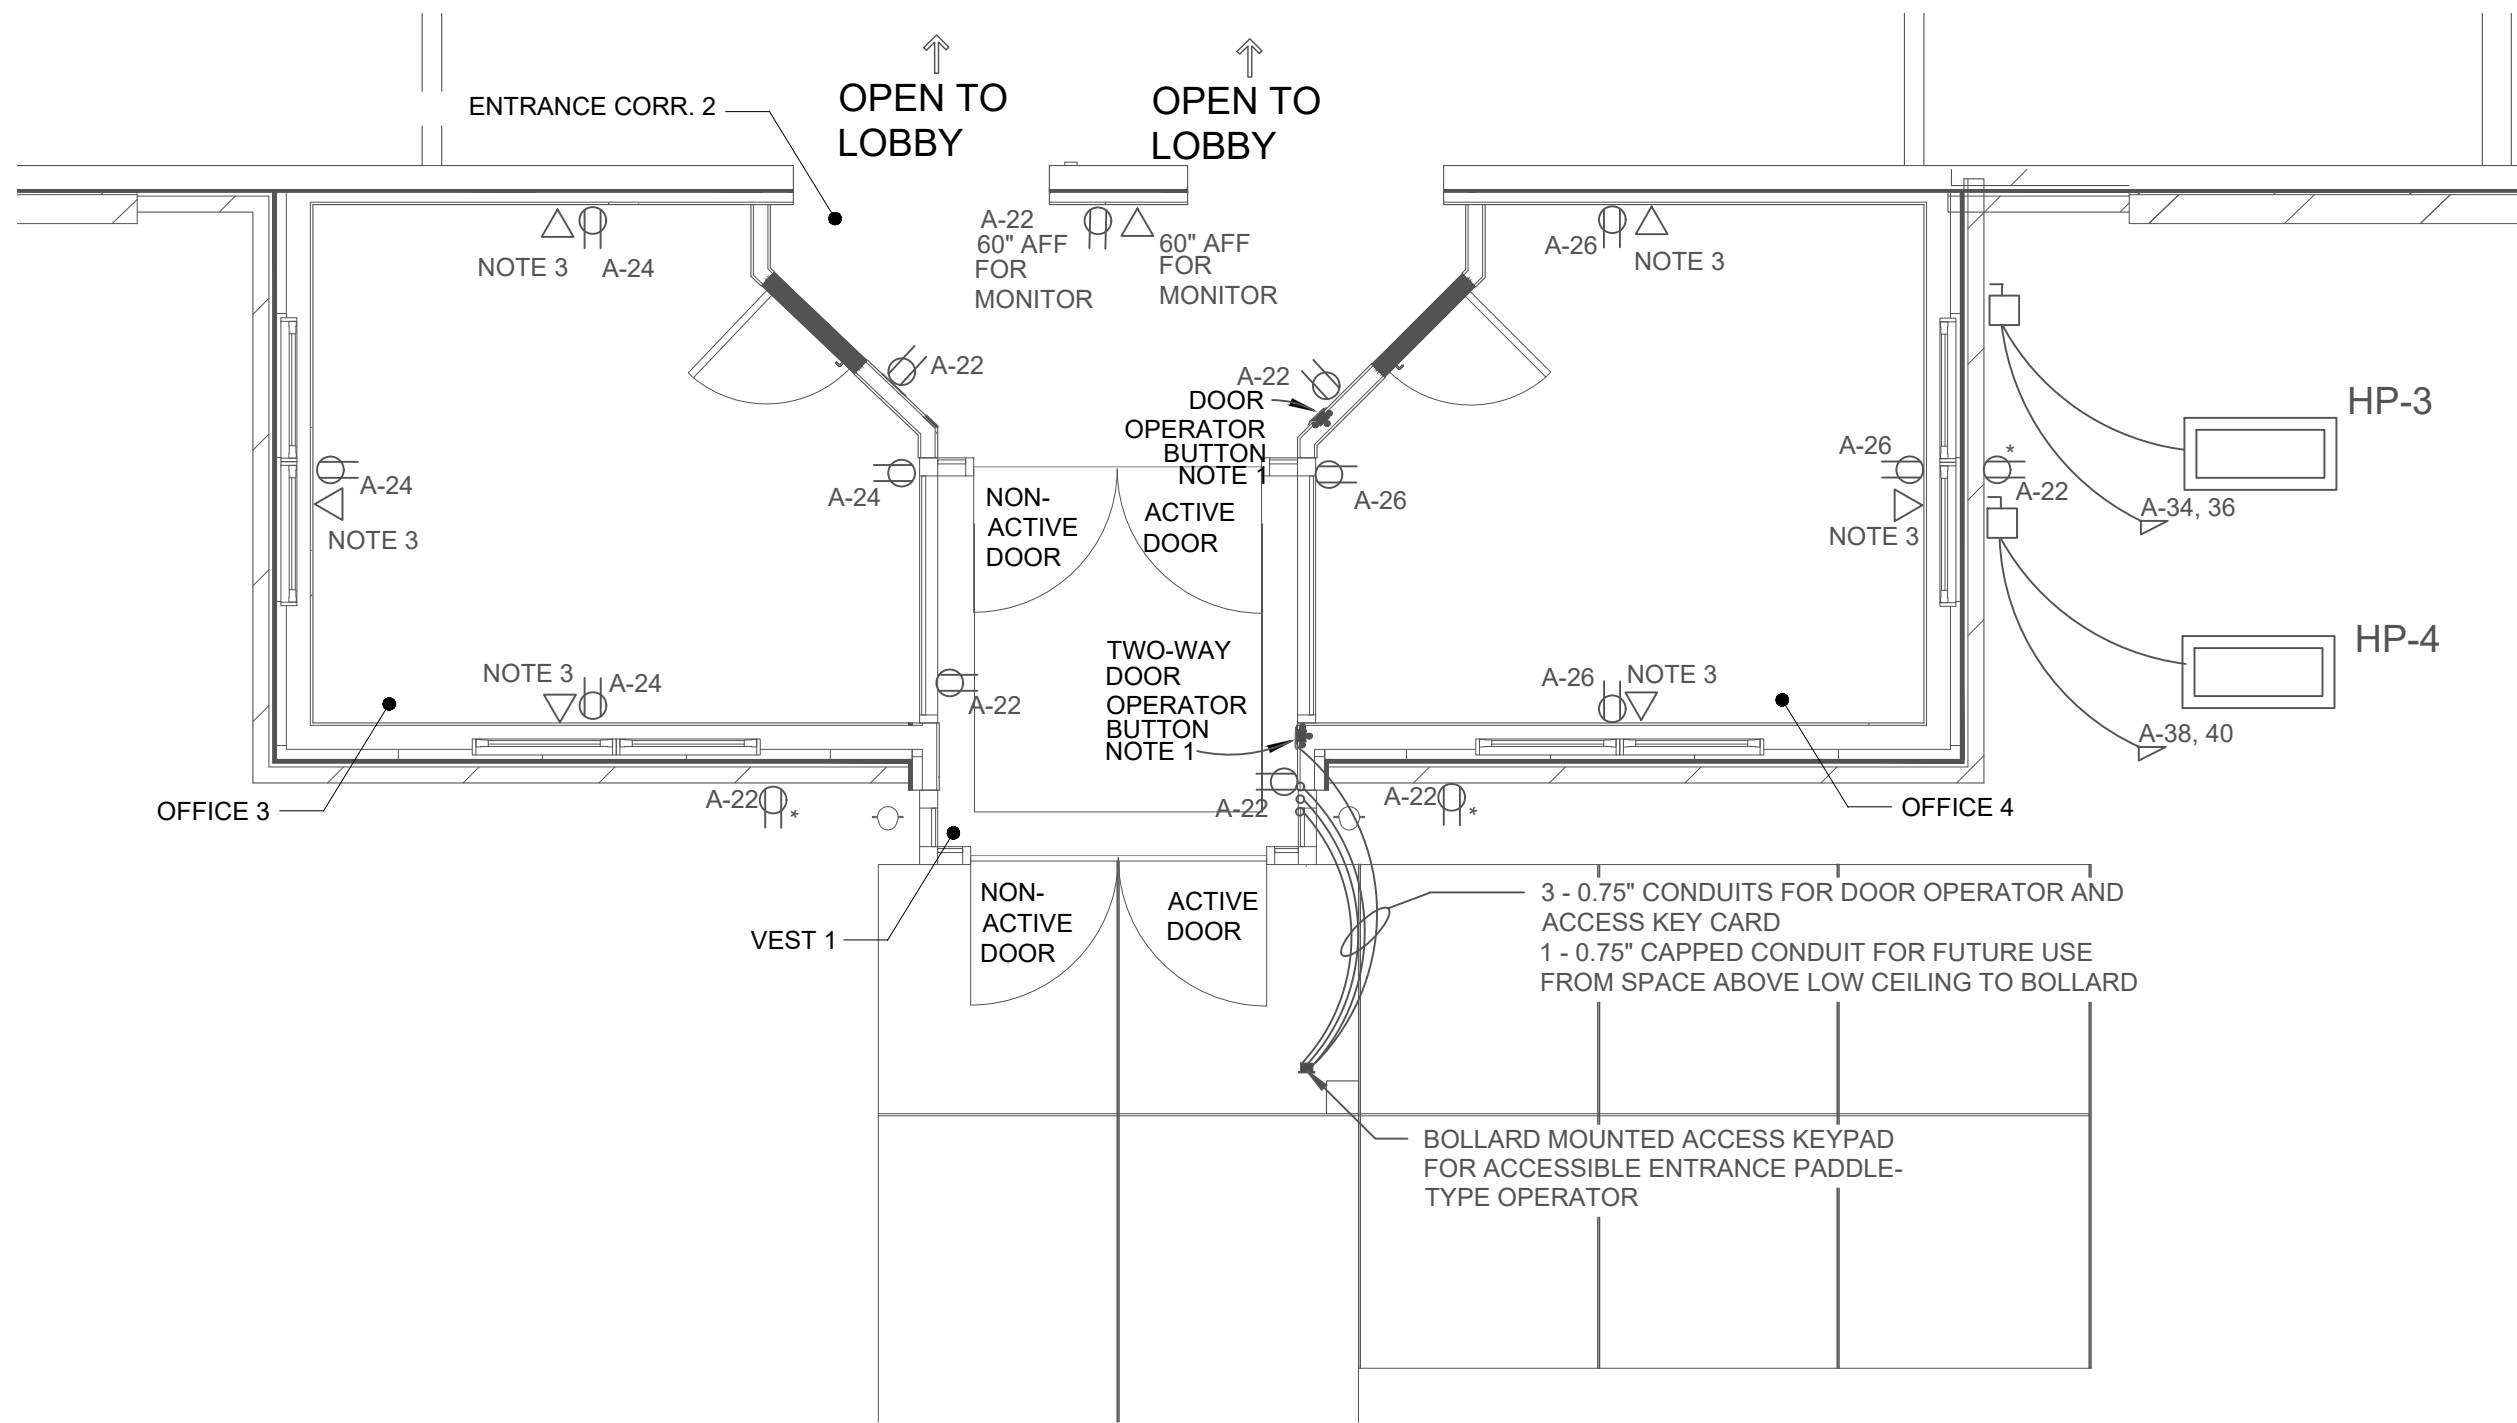 OPEN TO
LOBBY
OPEN TO
LOBBY
ENTRANCE CORR. 2
NOTE 3
A-24
A-22
60" AFF
FOR
MONITOR
60" AFF
FOR
MONITOR
A-26
NOTE 3
A-22
A-22
DOOR
OPERATOR
BUTTON
NOTE 1
HP-3
A-24
NOTE 3
A-24
NON-
ACTIVE
DOOR
ACTIVE
DOOR
A-26
A-26
NOTE 3
*
A-22
A-34, 36
NOTE 3
A-24
A-22
TWO-WAY
DOOR
OPERATOR
BUTTON
NOTE 1
A-26
NOTE 3
HP-4
A-38, 40
OFFICE 3
A-22
*
A-22
A-22
*
OFFICE 4
VEST 1
NON-
ACTIVE
DOOR
ACTIVE
DOOR
3 - 0.75" CONDUITS FOR DOOR OPERATOR AND
ACCESS KEY CARD
1 - 0.75" CAPPED CONDUIT FOR FUTURE USE
FROM SPACE ABOVE LOW CEILING TO BOLLARD
BOLLARD MOUNTED ACCESS KEYPAD
FOR ACCESSIBLE ENTRANCE PADDLE-
TYPE OPERATOR